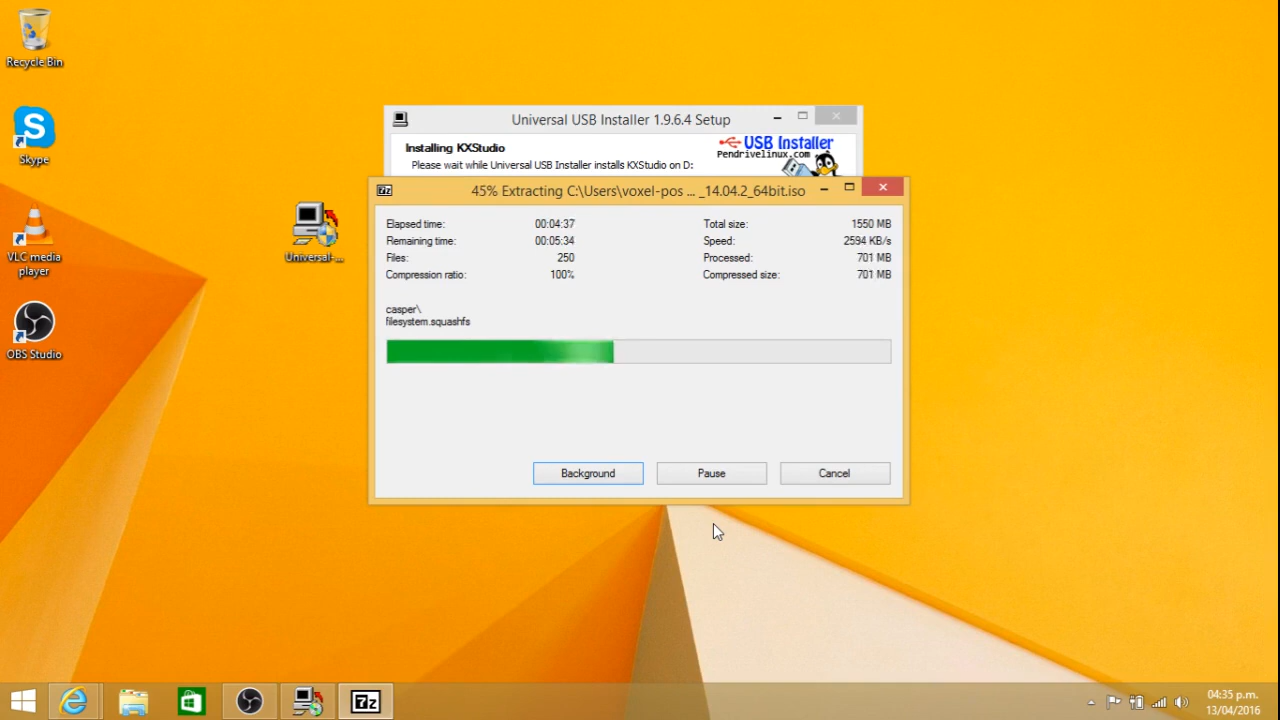 Recycle Bin
Skype
VLC media
player
OBS Studio
Universal-...
Universal USB Installer 1.9.6.4 Setup
Installing KXStudio
Please wait while Universal USB Installer installs KXStudio on D:
USB Installer
Pendrivelinux.com
7z
45% Extracting C:\Users\voxel-pos ... _14.04.2_64bit.iso
Elapsed time: 00:04:37 Total size: 1550 MB
Remaining time: 00:05:34 Speed: 2594 KB/s
Files: 250 Processed: 701 MB
Compression ratio: 100% Compressed size: 701 MB
casper\
filesystem.squashfs
Background Pause Cancel
7z
04:35 p.m.
13/04/2016